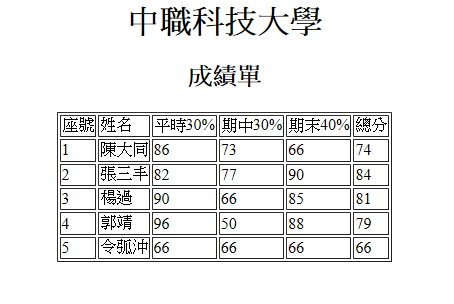 中職科技大學
成績單
座號 姓名 平時30% 期中30% 期末40% 總分
1 陳大同 86 73 66 74
2 張三丰 82 77 90 84
3 楊過 90 66 85 81
4 郭靖 96 50 88 79
5 令狐沖 66 66 66 66